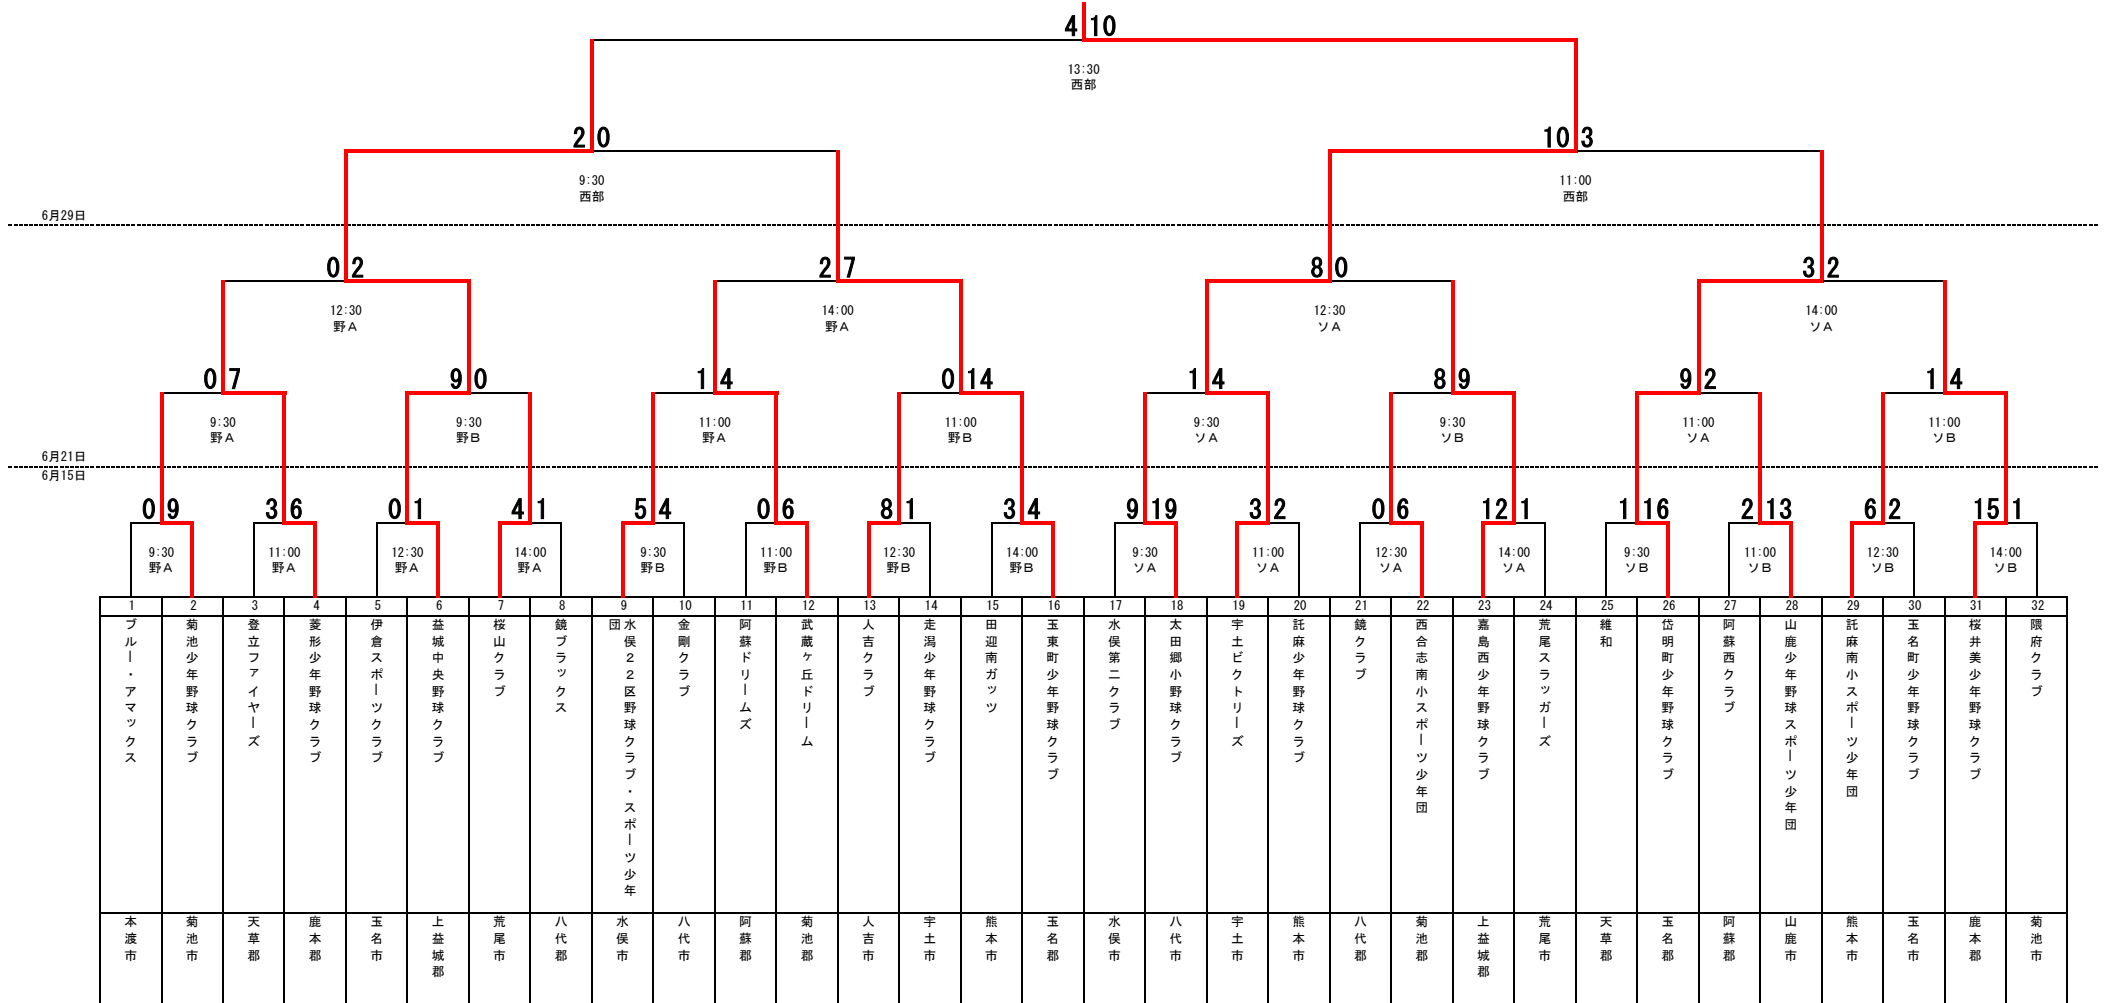 4 10
13:30
西部
2 0
10 3
9:30
西部
11:00
西部
6月29日
0 2
2 7
8 0
3 2
12:30
野A
14:00
野A
12:30
ソA
14:00
ソA
0 7
9 0
1 4
0 14
1 4
8 9
9 2
1 4
9:30
野A
9:30
野B
11:00
野A
11:00
野B
9:30
ソA
9:30
ソB
11:00
ソA
11:00
ソB
6月21日
6月15日
0 9
3 6
0 1
4 1
5 4
0 6
8 1
3 4
9 19
3 2
0 6
12 1
1 16
2 13
6 2
15 1
9:30
野A
11:00
野A
12:30
野A
14:00
野A
9:30
野B
11:00
野B
12:30
野B
14:00
野B
9:30
ソA
11:00
ソA
12:30
ソA
14:00
ソA
9:30
ソB
11:00
ソB
12:30
ソB
14:00
ソB
1 2 3 4 5 6 7 8 9 10 11 12 13 14 15 16 17 18 19 20 21 22 23 24 25 26 27 28 29 30 31 32
ブルー・アマックス
菊池少年野球クラブ
登立ファイヤーズ
菱形少年野球クラブ
伊倉スポーツクラブ
益城中央野球クラブ
桜山クラブ
鏡ブラックス
水俣22区野球クラブ・スポーツ少年
団
金剛クラブ
阿蘇ドリームズ
武蔵ヶ丘ドリーム
人吉クラブ
走潟少年野球クラブ
田迎南ガッツ
玉東町少年野球クラブ
水俣第二クラブ
太田郷小野球クラブ
宇土ビクトリーズ
託麻少年野球クラブ
鏡クラブ
西合志南小スポーツ少年団
嘉島西少年野球クラブ
荒尾スラッガーズ
維和
岱明町少年野球クラブ
阿蘇西クラブ
山鹿少年野球スポーツ少年団
託麻南小スポーツ少年団
玉名町少年野球クラブ
桜井美少年野球クラブ
隈府クラブ
本渡市
菊池市
天草郡
鹿本郡
玉名市
上益城郡
荒尾市
八代郡
水俣市
八代市
阿蘇郡
菊池郡
人吉市
宇土市
熊本市
玉名郡
水俣市
八代市
宇土市
熊本市
八代郡
菊池郡
上益城郡
荒尾市
天草郡
玉名郡
阿蘇郡
山鹿市
熊本市
玉名市
鹿本郡
菊池市